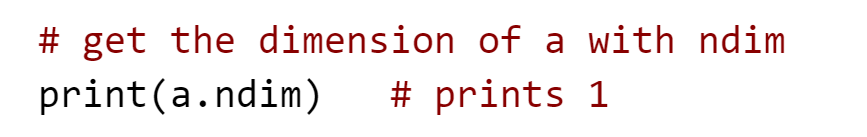 # get the dimension of a with ndim
print(a.ndim)   # prints 1